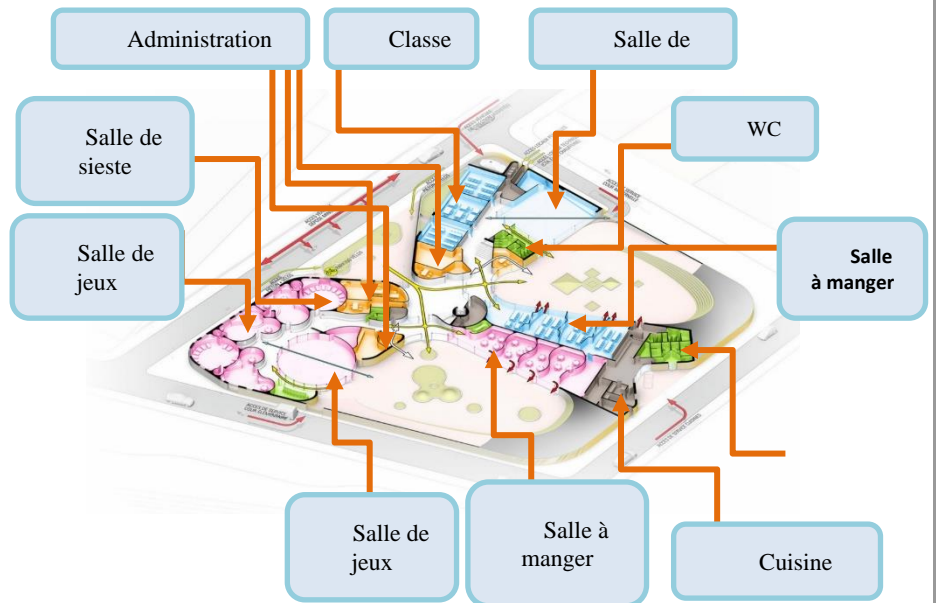 Administration
Classe
Salle de
Salle de
sieste
WC
Salle de
jeux
Salle
à manger
Salle de
jeux
Salle à
manger
Cuisine